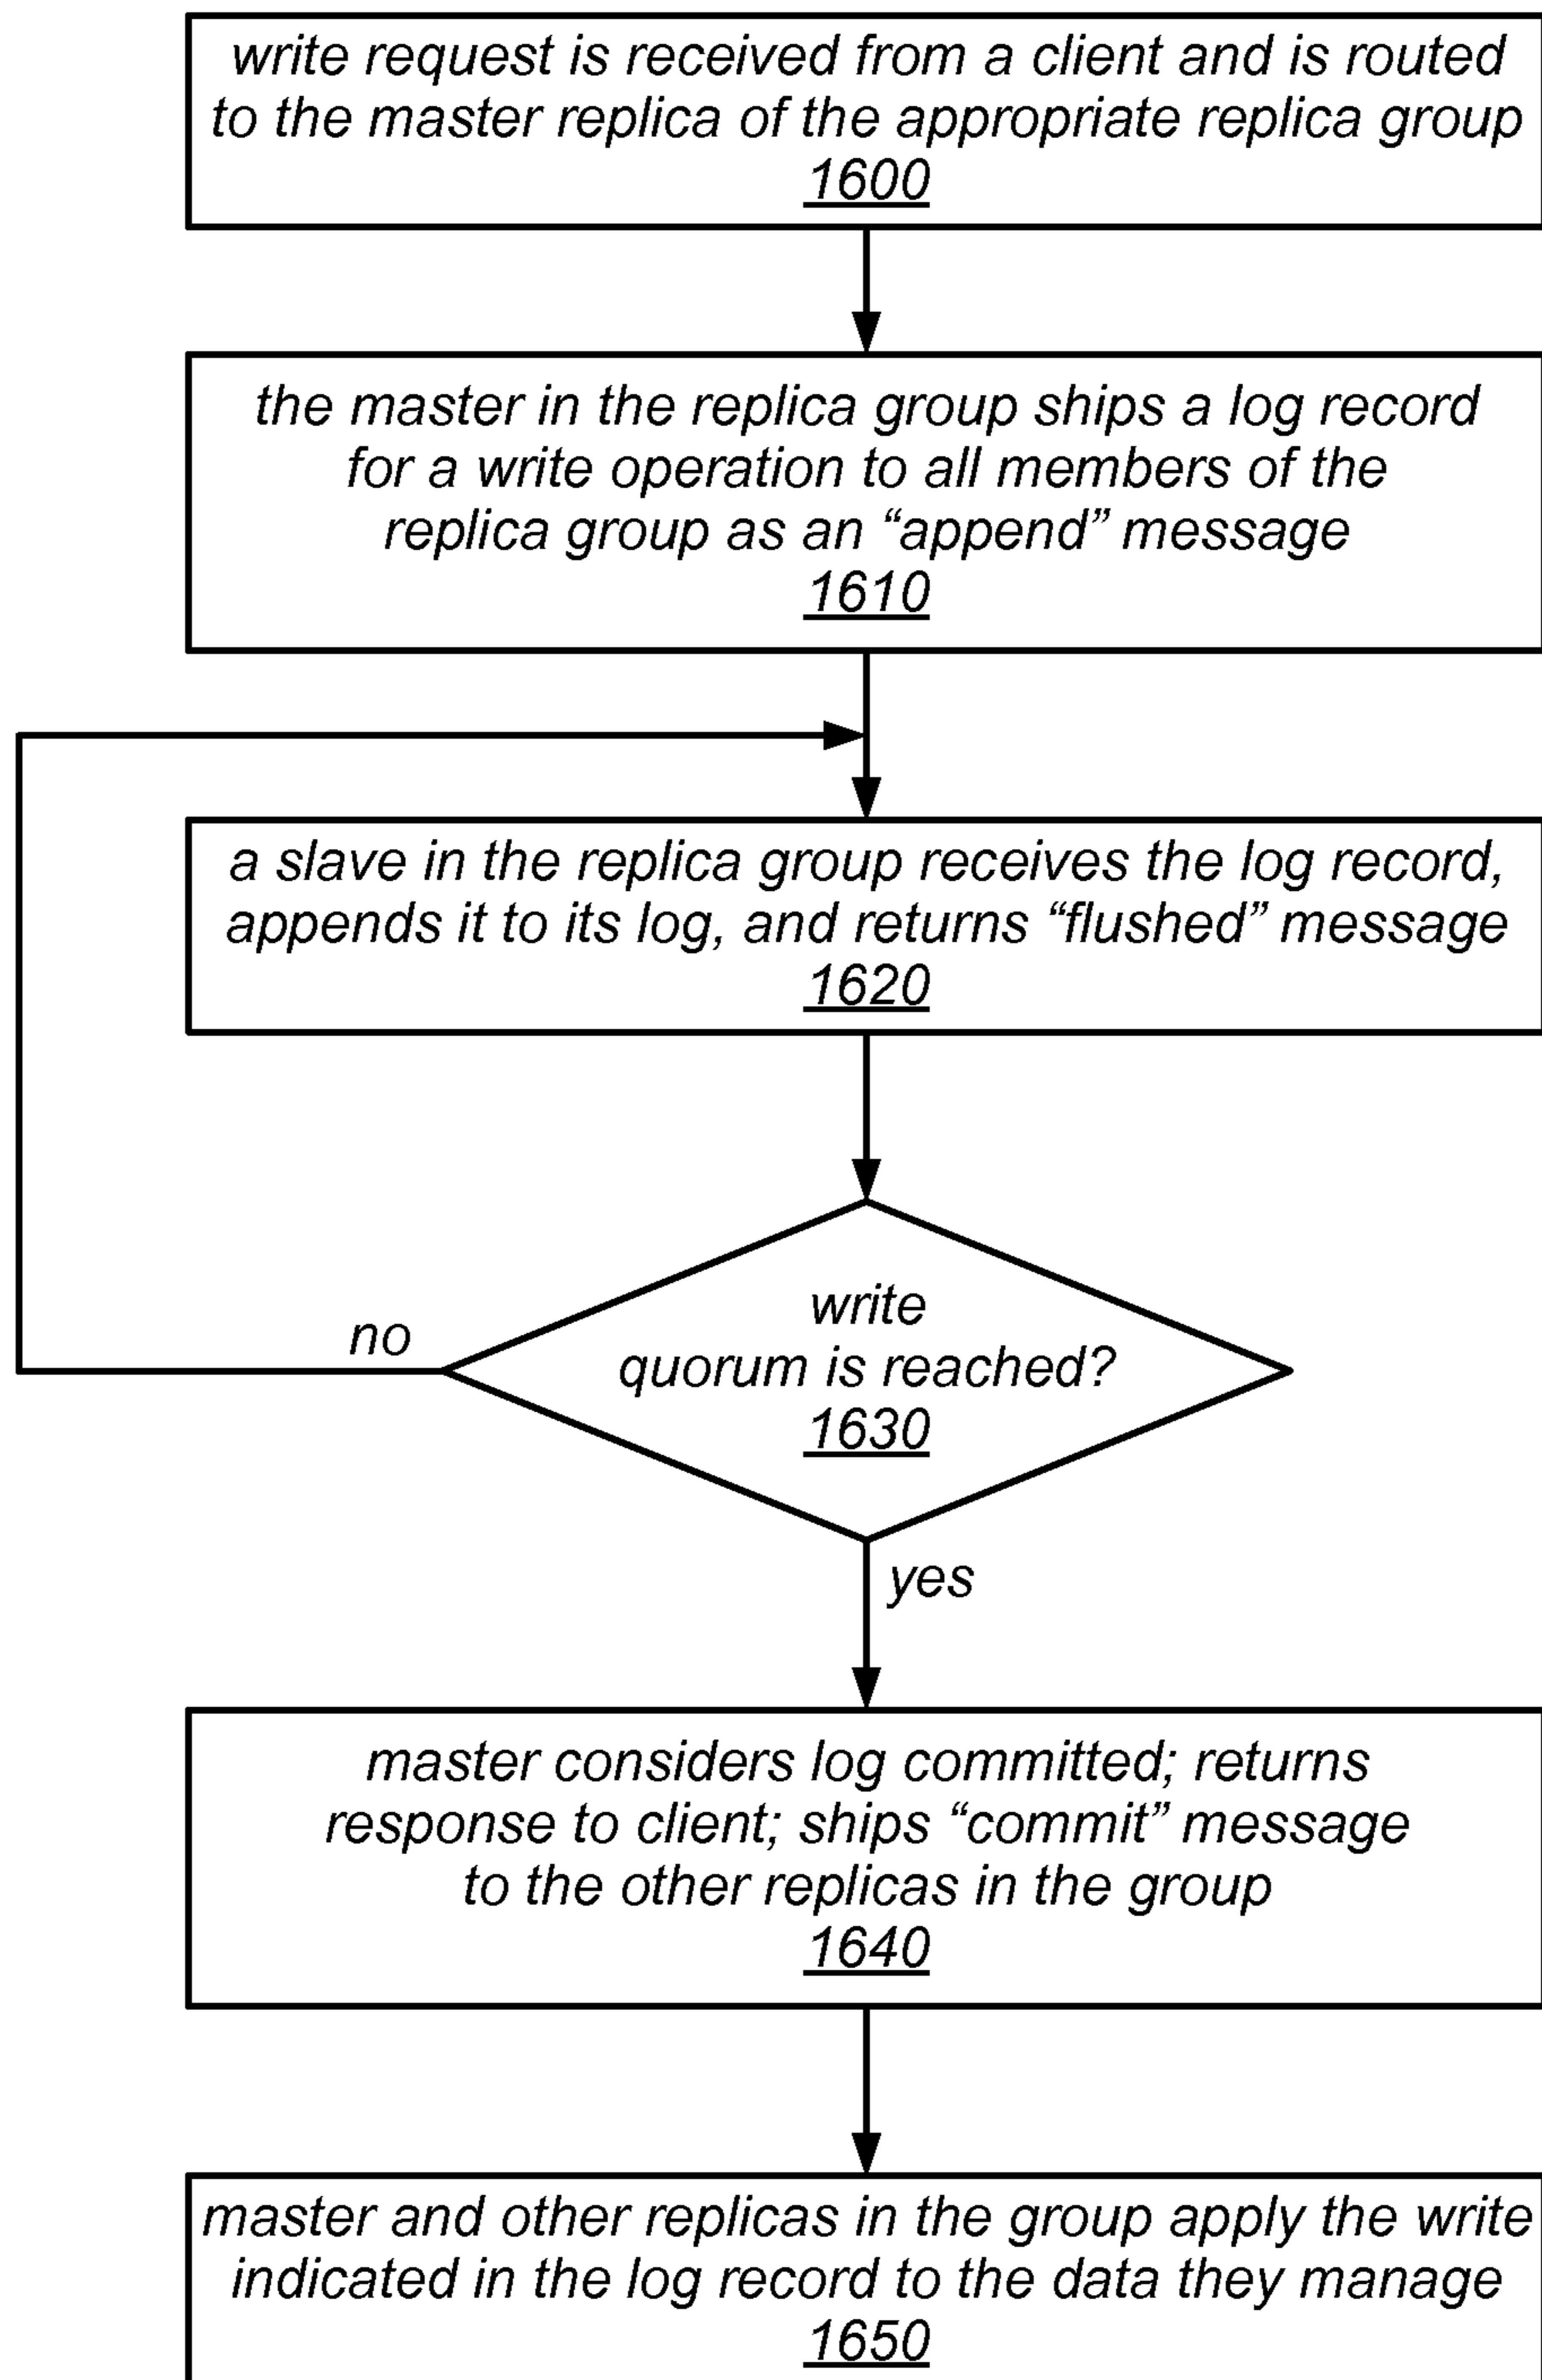 write request is received from a client and is routed
to the master replica of the appropriate replica group
1600
the master in the replica group ships a log record
for a write operation to all members of the
replica group as an “append” message
1610
a slave in the replica group receives the log record,
appends it to its log, and returns “flushed” message
1620
write
quorum is reached?
1630
no
yes
master considers log committed; returns
response to client; ships “commit” message
to the other replicas in the group
1640
master and other replicas in the group apply the write
indicated in the log record to the data they manage
1650